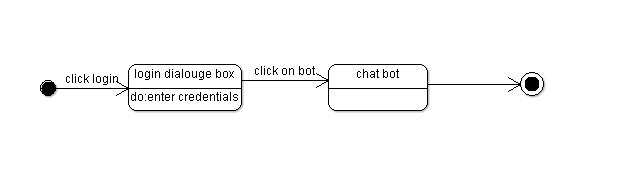 click login
login dialouge box
do:enter credentials
click on bot
chat bot